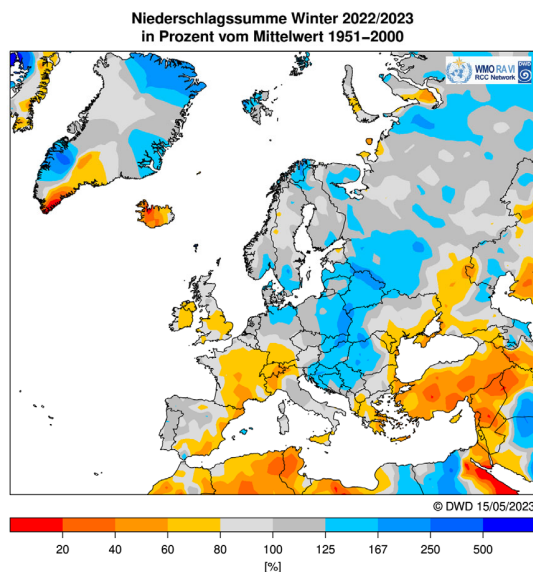 Niederschlagssumme Winter 2022/2023
in Prozent vom Mittelwert 1951−2000
WMO RA VI
RCC Network
DWD
© DWD 15/05/2023
20 40 60 80 100 125 167 250 500
[%]